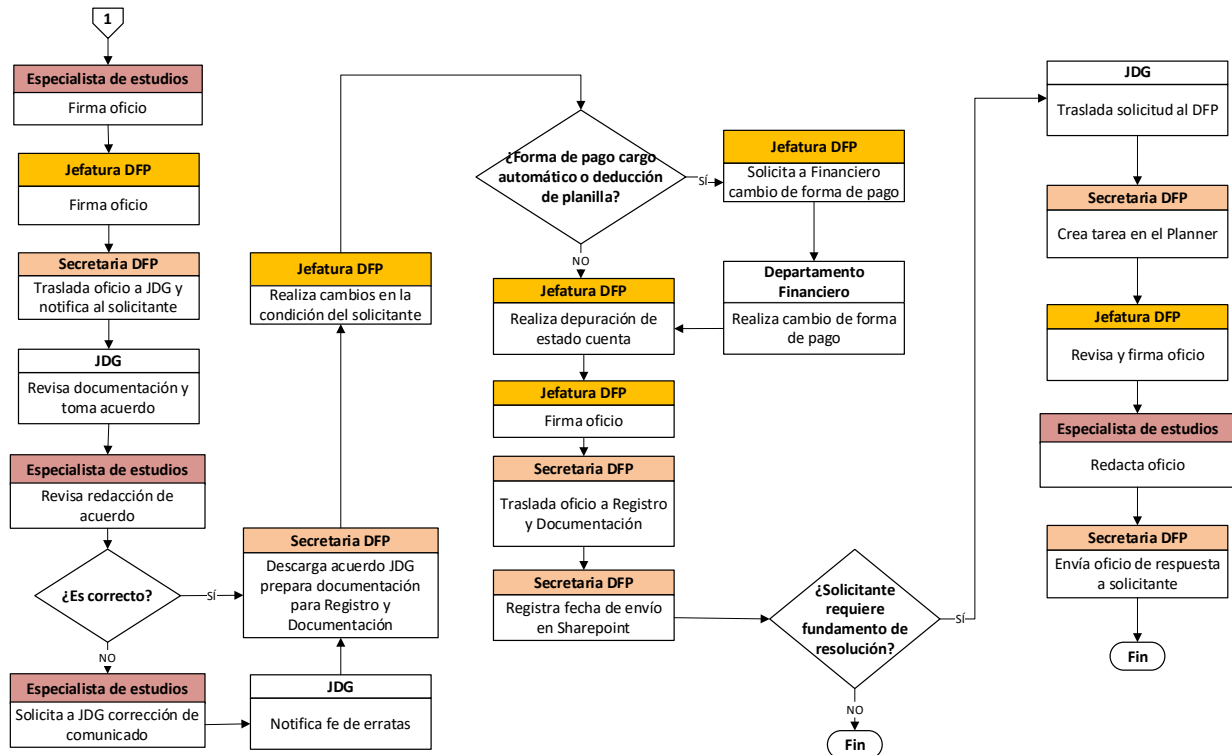 1
Especialista de estudios
Firma oficio
Jefatura DFP
Firma oficio
Secretaria DFP
Traslada oficio a JDG y
notifica al solicitante
JDG
Revisa documentación y
toma acuerdo
Especialista de estudios
Revisa redacción de
acuerdo
¿Es correcto?
SÍ
NO
Especialista de estudios
Solicita a JDG corrección de
comunicado
JDG
Notifica fe de erratas
Secretaria DFP
Descarga acuerdo JDG
prepara documentación
para Registro y
Documentación
Jefatura DFP
Realiza cambios en la
condición del solicitante
¿Forma de pago cargo
automático o deducción
de planilla?
SÍ
NO
Jefatura DFP
Solicita a Financiero
cambio de forma de pago
Departamento
Financiero
Realiza cambio de forma
de pago
Jefatura DFP
Realiza depuración de
estado cuenta
Jefatura DFP
Firma oficio
Secretaria DFP
Traslada oficio a Registro
y Documentación
Secretaria DFP
Registra fecha de envío
en Sharepoint
¿Solicitante
requiere
fundamento de
resolución?
SÍ
NO
Fin
JDG
Traslada solicitud al DFP
Secretaria DFP
Crea tarea en el Planner
Jefatura DFP
Revisa y firma oficio
Especialista de estudios
Redacta oficio
Secretaria DFP
Envía oficio de respuesta
a solicitante
Fin